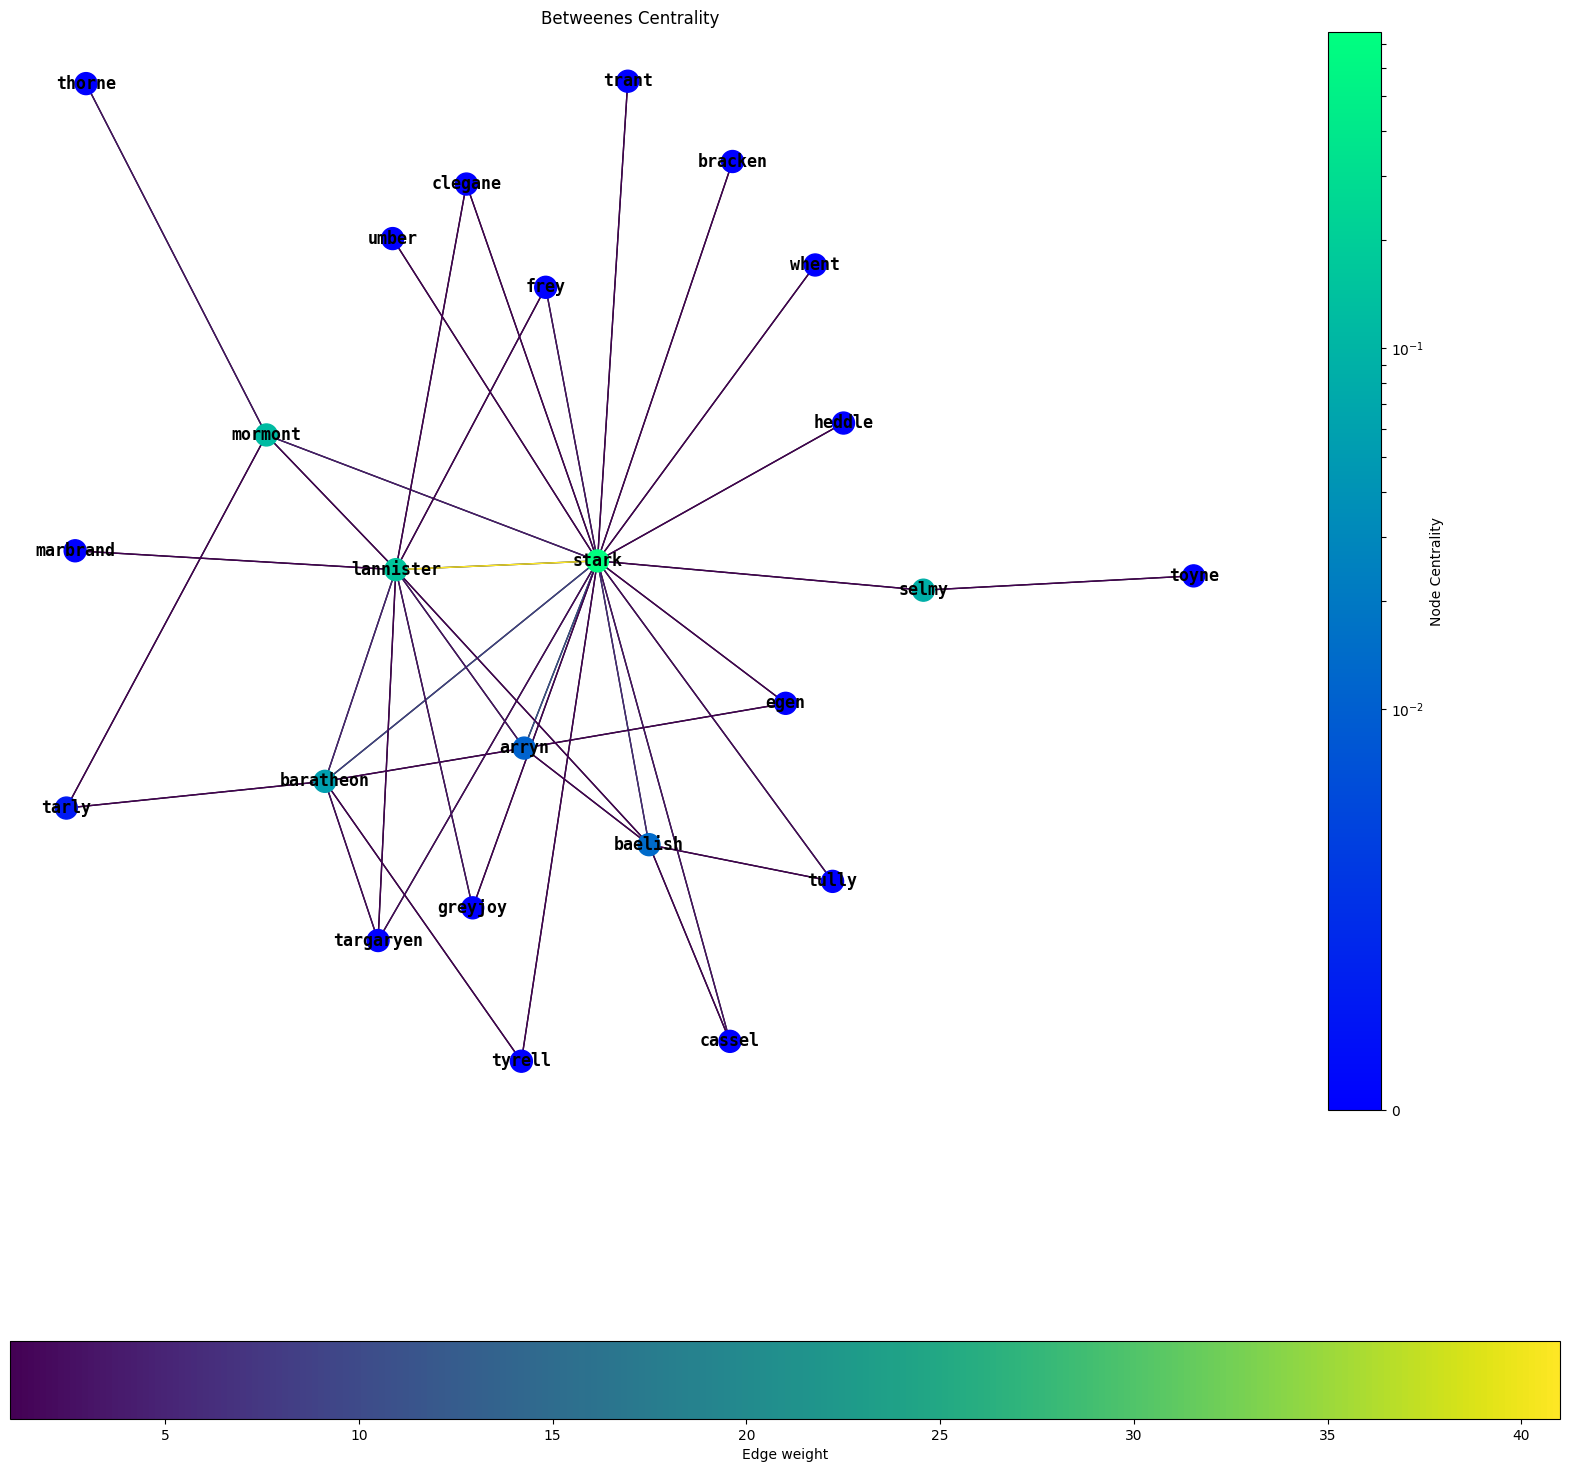 Betweenes Centrality
thorne
trant
bracken
clegane
umber
whent
frey
heddle
mormont
marbrand
lannister
stark
selmy
toyne
egen
arryn
baratheon
tarly
baelish
tully
greyjoy
targaryen
cassel
tyrell
10⁻¹
10⁻²
0
Node Centrality
5 10 15 20 25 30 35 40
Edge weight